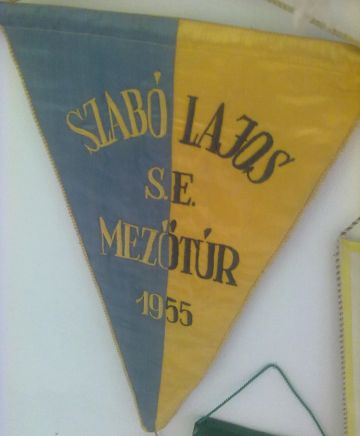 SZABÓ LAJOS
S.E.
MEZŐTÚR
1955